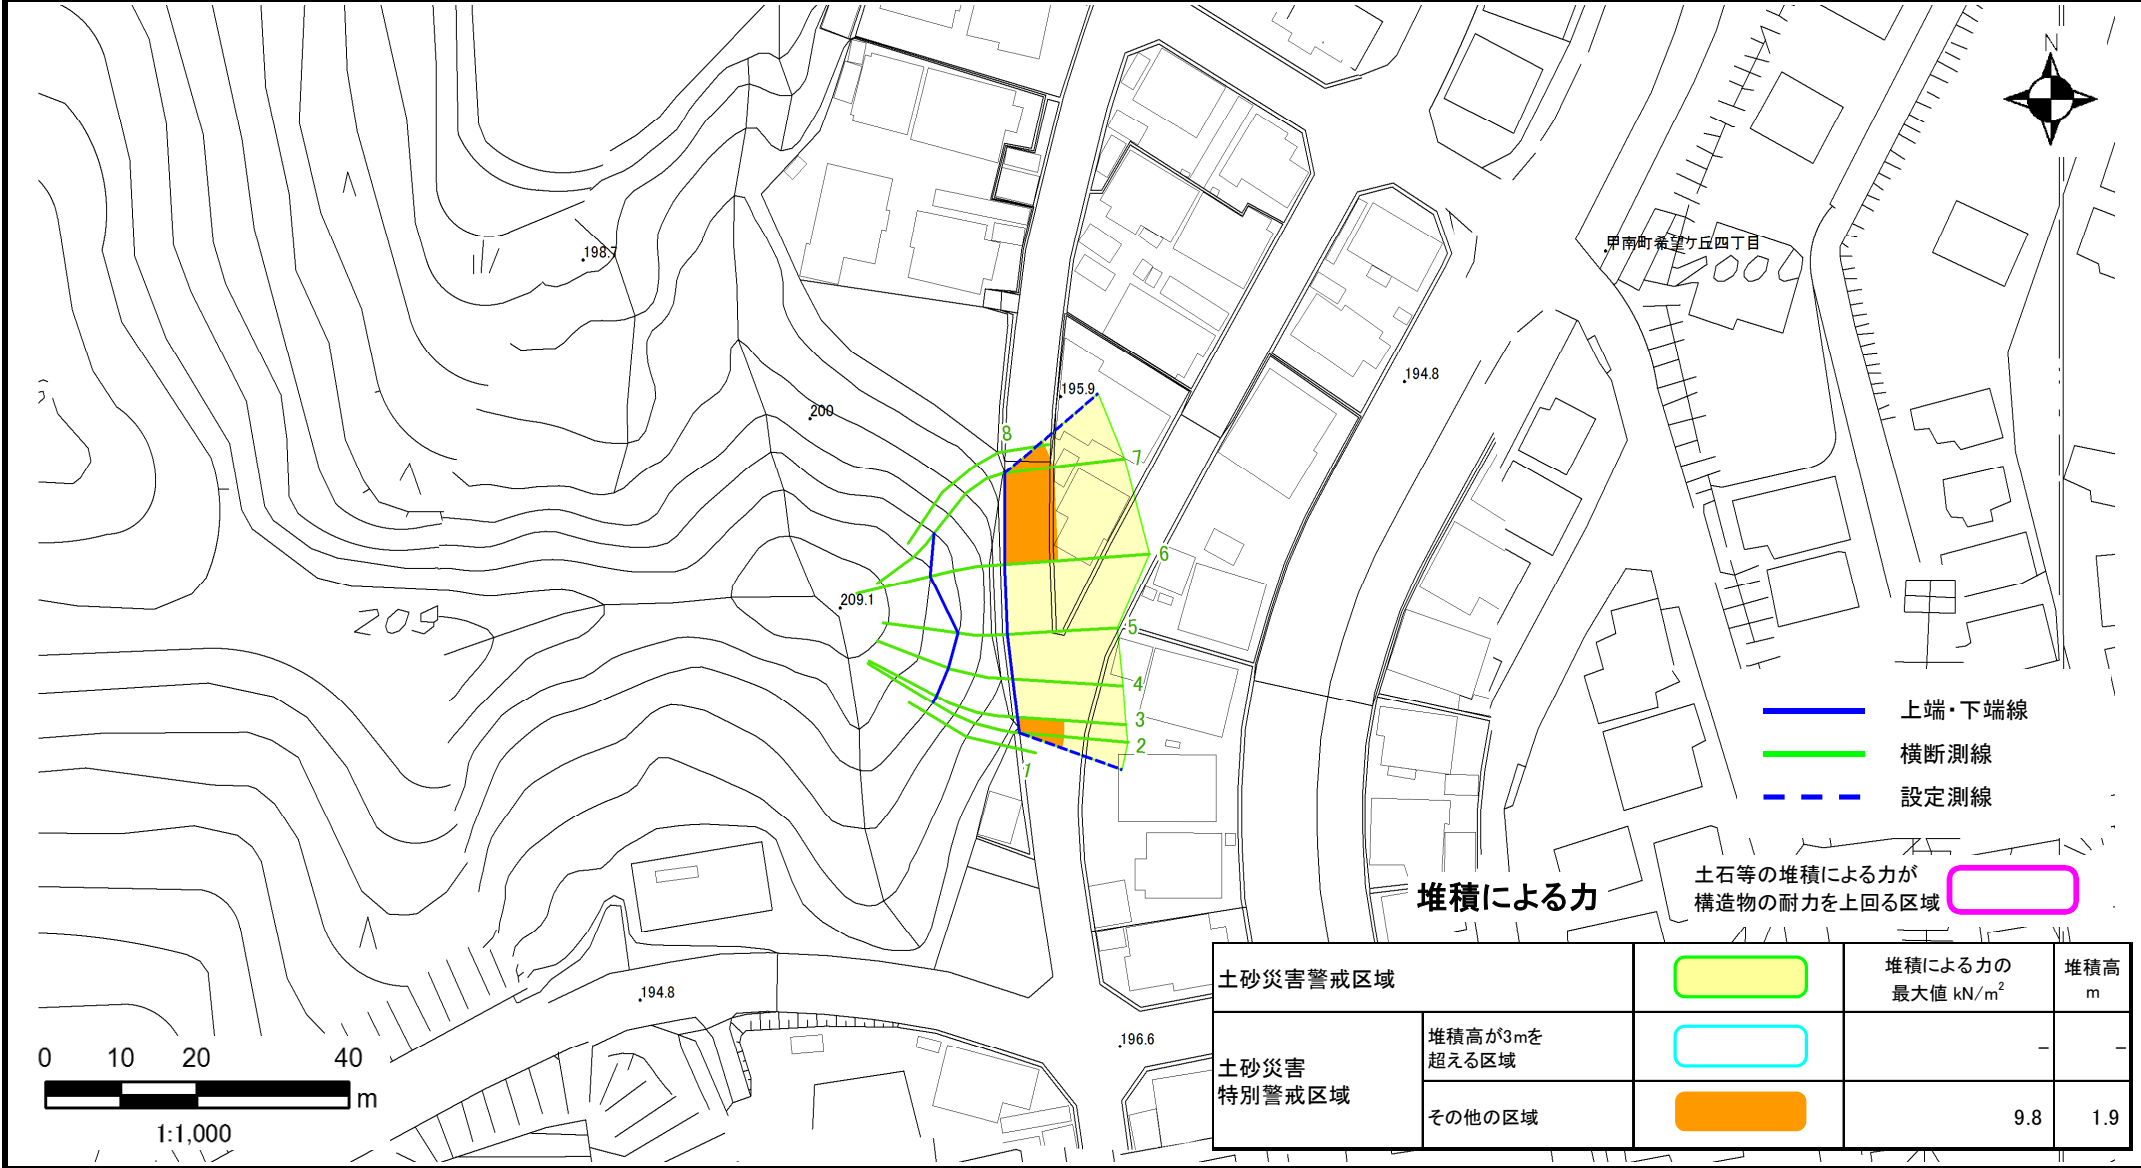 N
甲南町希望ケ丘四丁目
198.7
195.9
194.8
200
8
7
6
209.1
5
4
3
2
1
上端・下端線
横断測線
設定測線
土石等の堆積による力が
構造物の耐力を上回る区域
堆積による力
土砂災害警戒区域
堆積による力の
最大値 kN/m²
堆積高
m
土砂災害
特別警戒区域
堆積高が3mを
超える区域
－
－
その他の区域
9.8
1.9
194.8
196.6
0 10 20 40
m
1:1,000